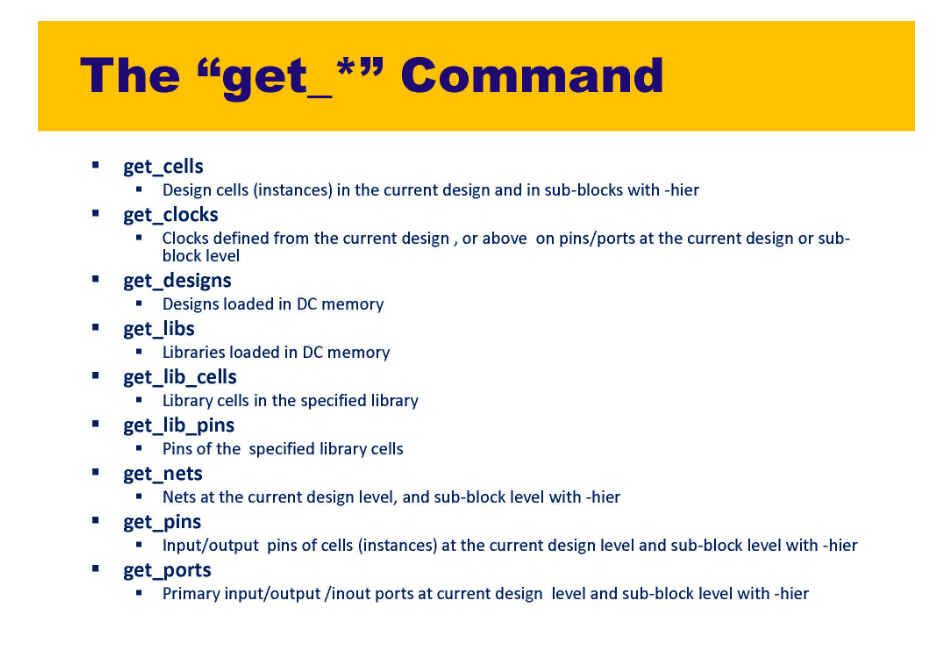 The “get_*” Command
▪ get_cells
▪ Design cells (instances) in the current design and in sub-blocks with -hier
▪ get_clocks
▪ Clocks defined from the current design , or above  on pins/ports at the current design or sub-
block level
▪ get_designs
▪ Designs loaded in DC memory
▪ get_libs
▪ Libraries loaded in DC memory
▪ get_lib_cells
▪ Library cells in the specified library
▪ get_lib_pins
▪ Pins of the  specified library cells
▪ get_nets
▪ Nets at the current design level, and sub-block level with -hier
▪ get_pins
▪ Input/output  pins of cells (instances) at the current design level and sub-block level with -hier
▪ get_ports
▪ Primary input/output /inout ports at current design  level and sub-block level with -hier